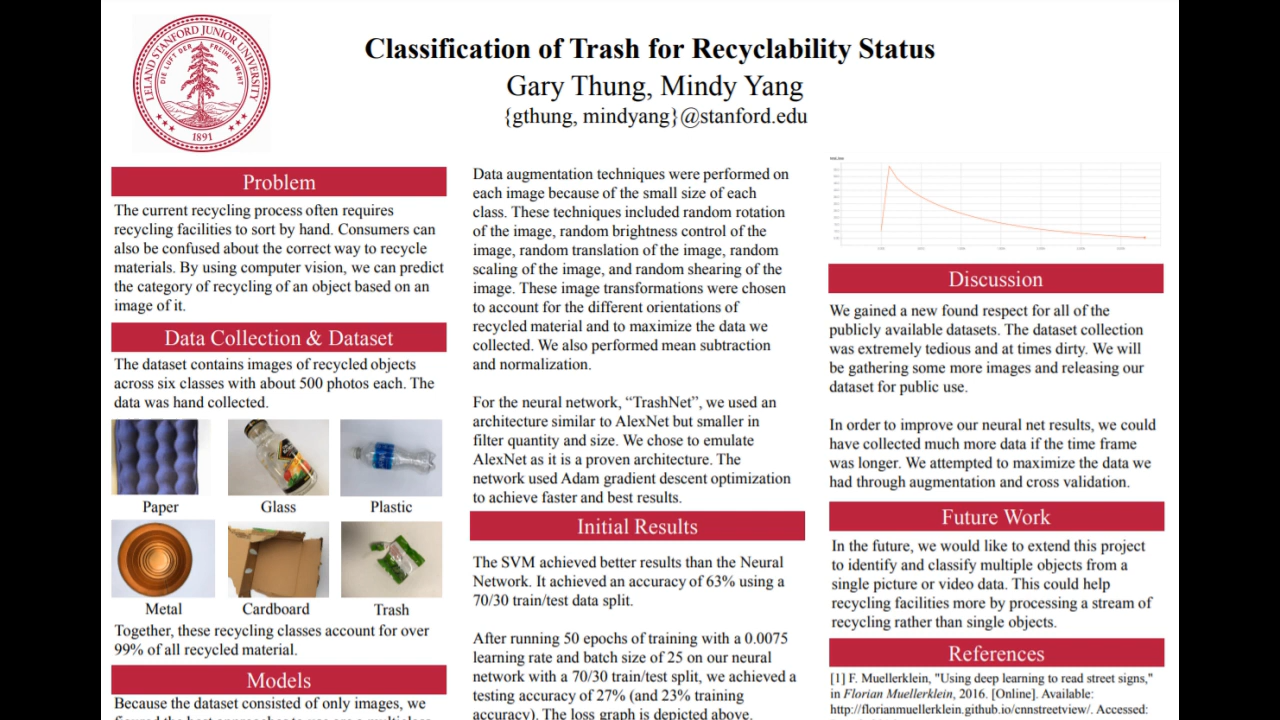 LELAND STANFORD JUNIOR UNIVERSITY
DIE LUFT DER FREIHEIT WEHT
1891
Classification of Trash for Recyclability Status
Gary Thung, Mindy Yang
{gthung, mindyang}@stanford.edu
Problem
The current recycling process often requires
recycling facilities to sort by hand. Consumers can
also be confused about the correct way to recycle
materials. By using computer vision, we can predict
the category of recycling of an object based on an
image of it.
Data Collection & Dataset
The dataset contains images of recycled objects
across six classes with about 500 photos each. The
data was hand collected.
Paper
Glass
Plastic
Metal
Cardboard
Trash
Together, these recycling classes account for over
99% of all recycled material.
Models
Because the dataset consisted of only images, we
Data augmentation techniques were performed on
each image because of the small size of each
class. These techniques included random rotation
of the image, random brightness control of the
image, random translation of the image, random
scaling of the image, and random shearing of the
image. These image transformations were chosen
to account for the different orientations of
recycled material and to maximize the data we
collected. We also performed mean subtraction
and normalization.
For the neural network, “TrashNet”, we used an
architecture similar to AlexNet but smaller in
filter quantity and size. We chose to emulate
AlexNet as it is a proven architecture. The
network used Adam gradient descent optimization
to achieve faster and best results.
Initial Results
The SVM achieved better results than the Neural
Network. It achieved an accuracy of 63% using a
70/30 train/test data split.
After running 50 epochs of training with a 0.0075
learning rate and batch size of 25 on our neural
network with a 70/30 train/test split, we achieved a
testing accuracy of 27% (and 23% training
accuracy). The loss graph is depicted above.
Discussion
We gained a new found respect for all of the
publicly available datasets. The dataset collection
was extremely tedious and at times dirty. We will
be gathering some more images and releasing our
dataset for public use.
In order to improve our neural net results, we could
have collected much more data if the time frame
was longer. We attempted to maximize the data we
had through augmentation and cross validation.
Future Work
In the future, we would like to extend this project
to identify and classify multiple objects from a
single picture or video data. This could help
recycling facilities more by processing a stream of
recycling rather than single objects.
References
[1] F. Muellerklein, "Using deep learning to read street signs,"
in Florian Muellerklein, 2016. [Online]. Available:
http://florianmuellerklein.github.io/cnnstreetview/. Accessed: